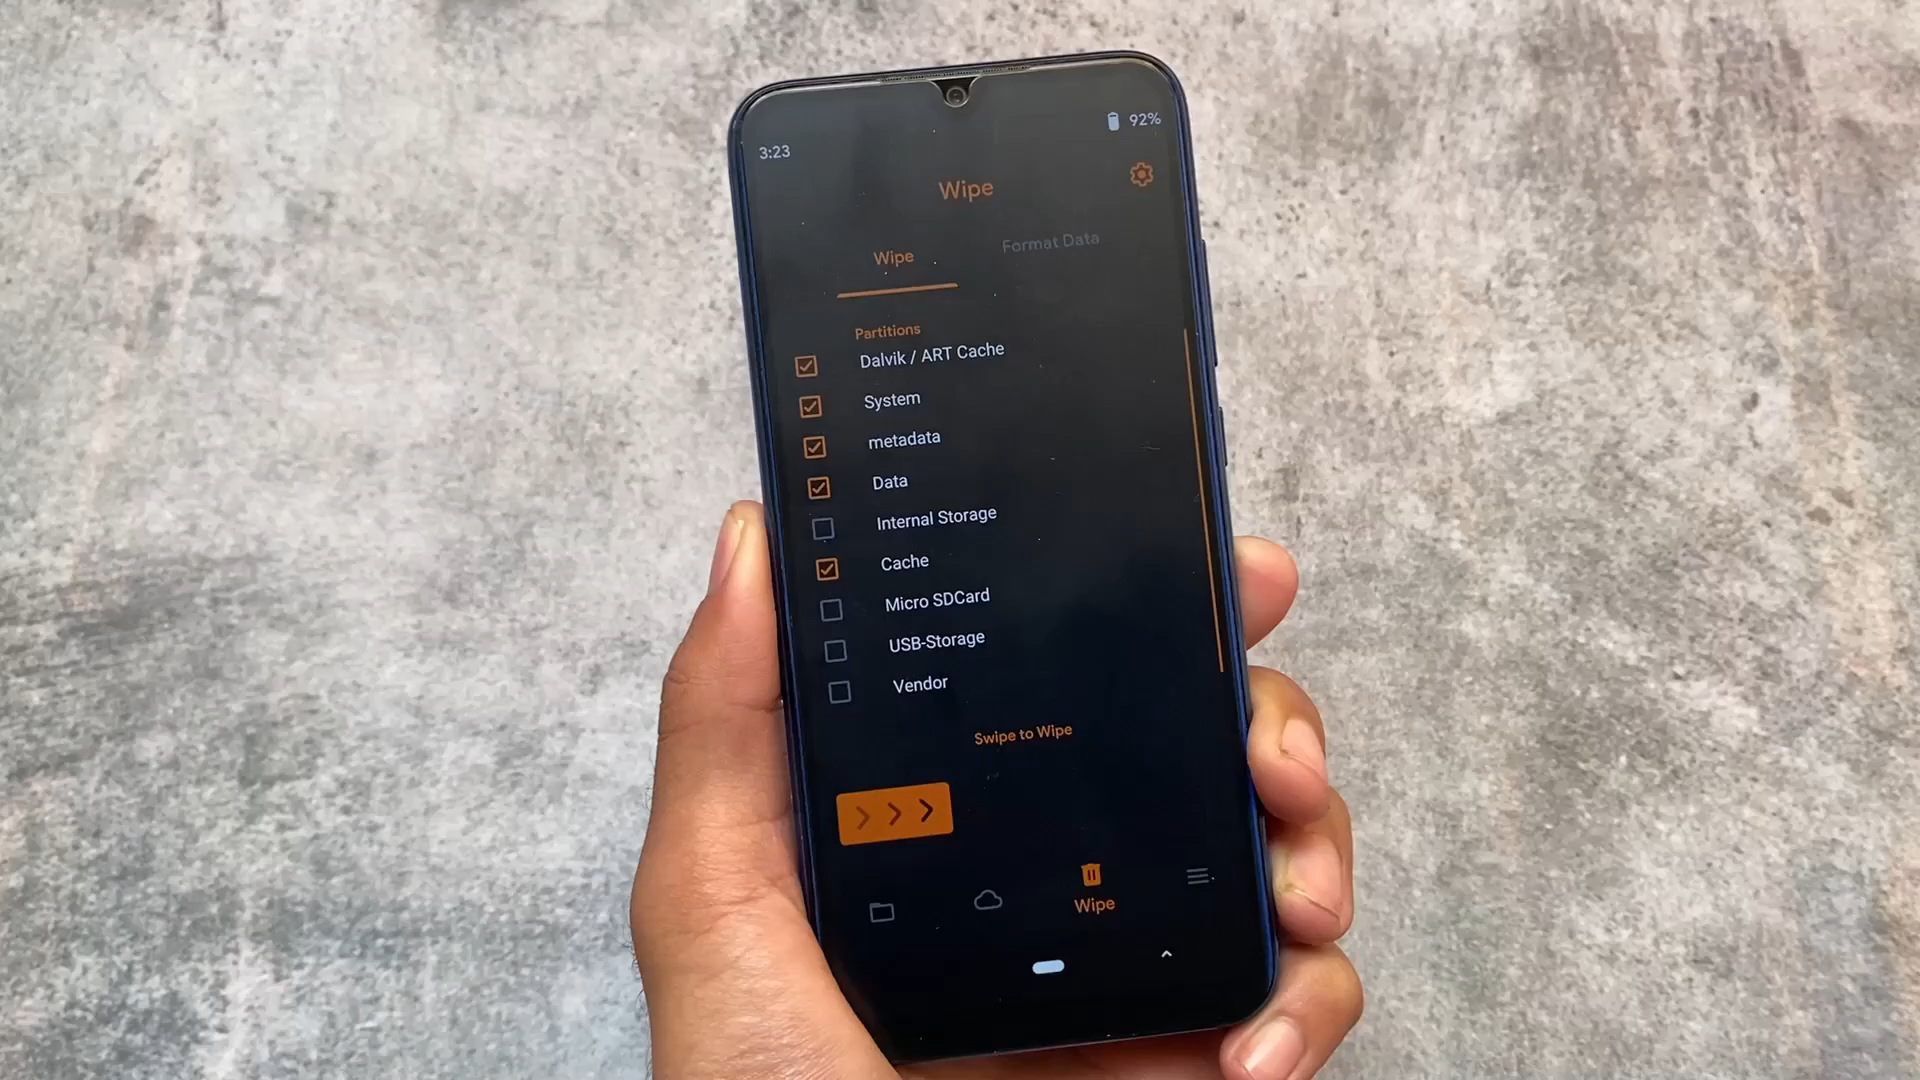 3:23
92%
Wipe
Wipe
Format Data
Partitions
Dalvik / ART Cache
System
metadata
Data
Internal Storage
Cache
Micro SDCard
USB-Storage
Vendor
Swipe to Wipe
Wipe